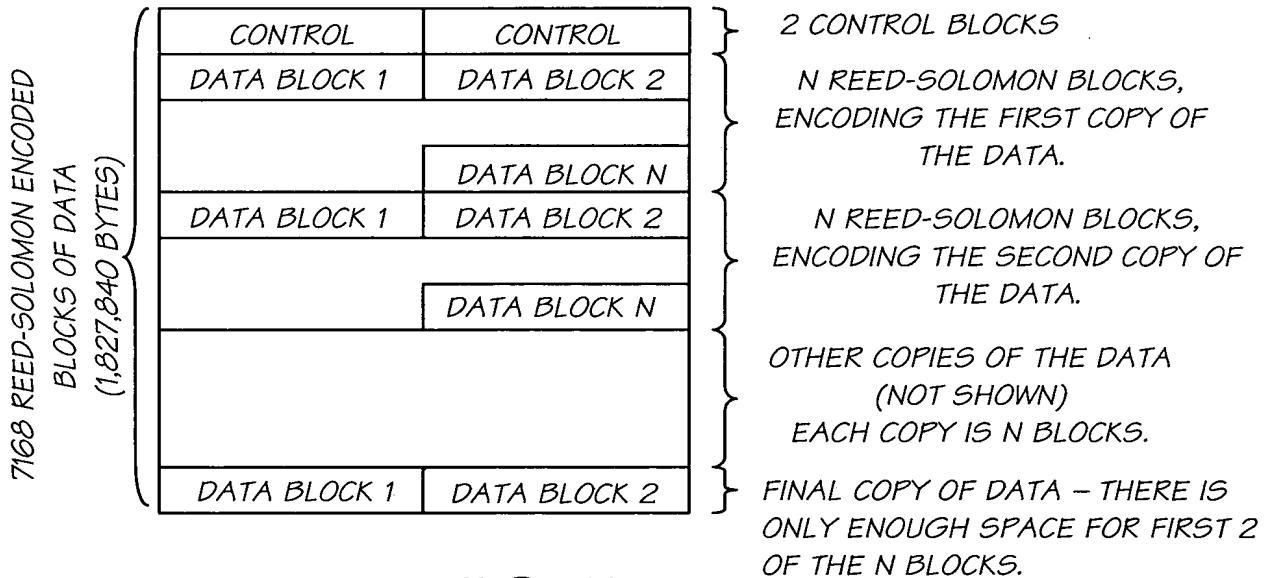 7168 REED-SOLOMON ENCODED
BLOCKS OF DATA
(1,827,840 BYTES)
CONTROL CONTROL
2 CONTROL BLOCKS
DATA BLOCK 1 DATA BLOCK 2
DATA BLOCK N
N REED-SOLOMON BLOCKS,
ENCODING THE FIRST COPY OF
THE DATA.
DATA BLOCK 1 DATA BLOCK 2
DATA BLOCK N
N REED-SOLOMON BLOCKS,
ENCODING THE SECOND COPY OF
THE DATA.
OTHER COPIES OF THE DATA
(NOT SHOWN)
EACH COPY IS N BLOCKS.
DATA BLOCK 1 DATA BLOCK 2
FINAL COPY OF DATA – THERE IS
ONLY ENOUGH SPACE FOR FIRST 2
OF THE N BLOCKS.